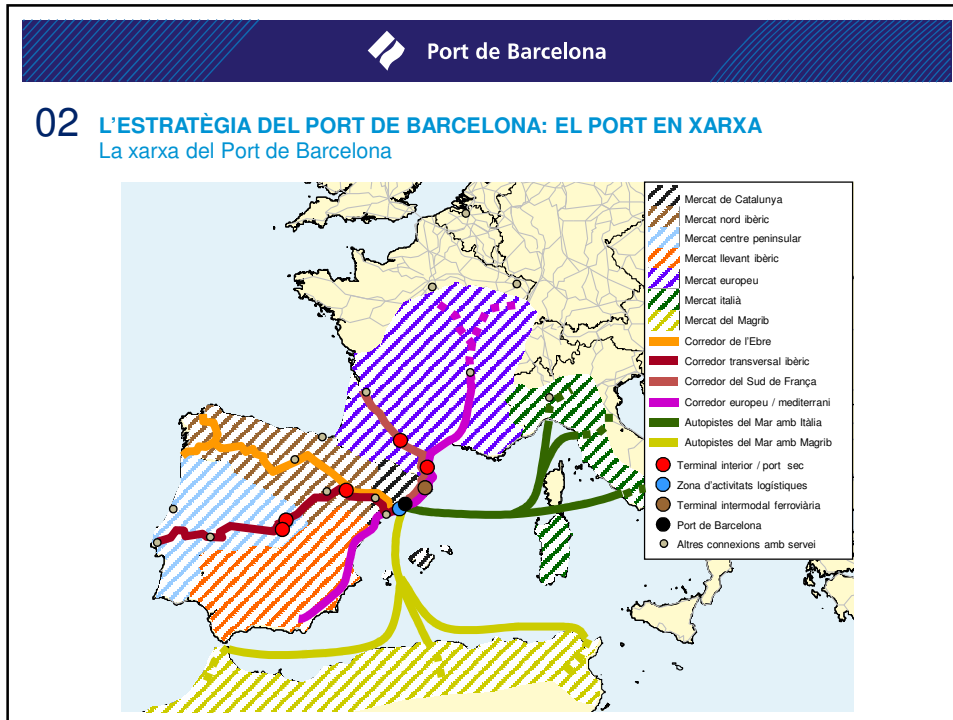 Port de Barcelona
02 L'ESTRATÈGIA DEL PORT DE BARCELONA: EL PORT EN XARXA
La xarxa del Port de Barcelona
Mercat de Catalunya
Mercat nord ibèric
Mercat centre peninsular
Mercat llevant ibèric
Mercat europeu
Mercat italià
Mercat del Magrib
Corredor de l'Ebre
Corredor transversal ibèric
Corredor del Sud de França
Corredor europeu / mediterrani
Autopistes del Mar amb Itàlia
Autopistes del Mar amb Magrib
Terminal interior / port sec
Zona d'activitats logístiques
Terminal intermodal ferroviària
Port de Barcelona
Altres connexions amb servei